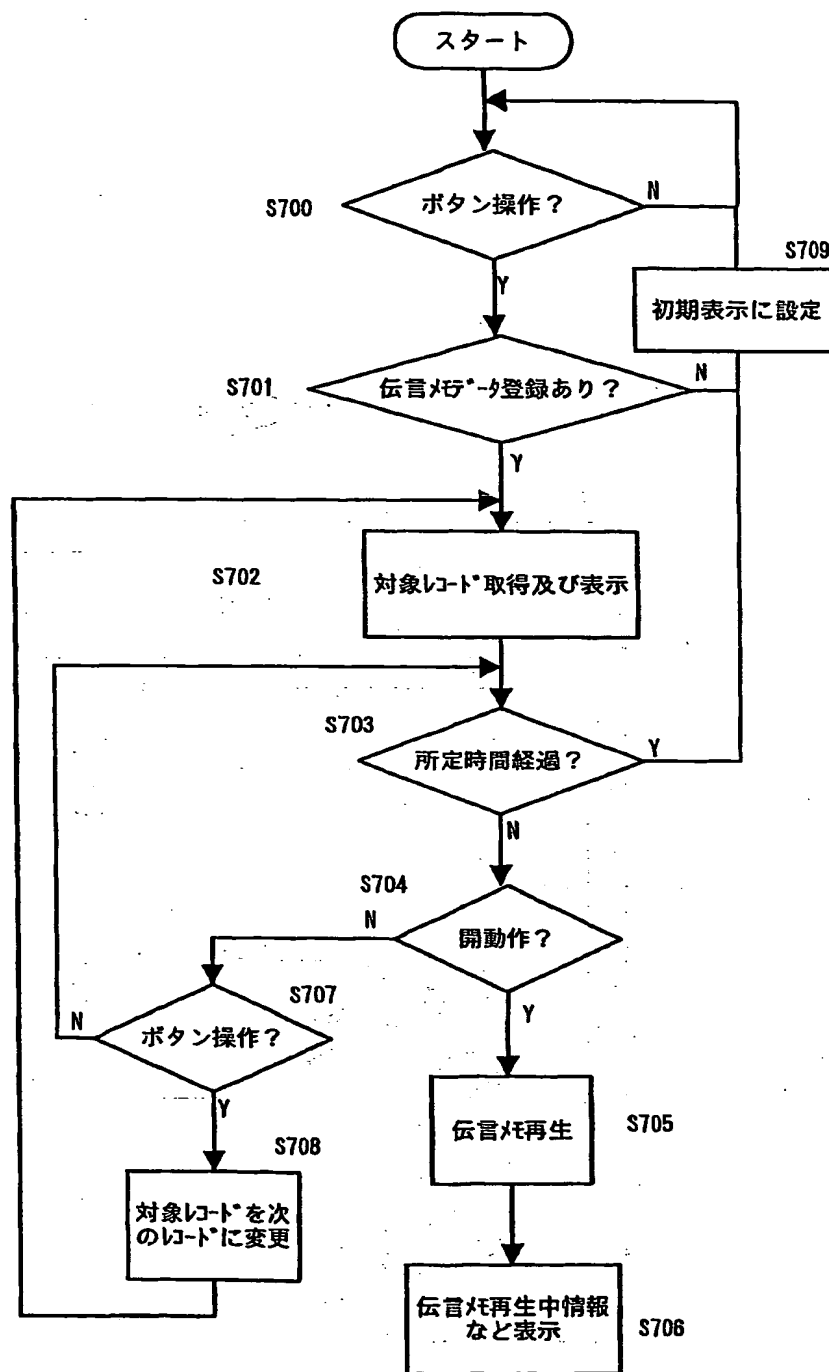 スタート
S700
ボタン操作？
N
S709
Y
初期表示に設定
S701
伝言ﾒﾓﾃﾞｰﾀ登録あり？
N
Y
S702
対象ﾚｺｰﾄﾞ取得及び表示
S703
所定時間経過？
Y
N
S704
N
開動作？
S707
N
ボタン操作？
Y
Y
S708
伝言ﾒﾓ再生
S705
対象ﾚｺｰﾄﾞを次
のﾚｺｰﾄﾞに変更
伝言ﾒﾓ再生中情報
など表示
S706